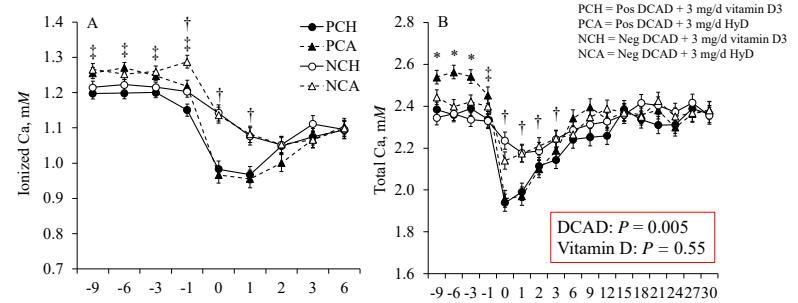 PCH = Pos DCAD + 3 mg/d vitamin D3
PCA = Pos DCAD + 3 mg/d HyD
NCH = Neg DCAD + 3 mg/d vitamin D3
NCA = Neg DCAD + 3 mg/d HyD
A
PCH
PCA
NCH
NCA
† ‡
‡ ‡ ‡
† †
Ionized Ca, mM
1.4
1.3
1.2
1.1
1.0
0.9
0.8
0.7
-9 -6 -3 -1 0 1 2 3 6
B
* * *
‡
† † † †
Total Ca, mM
2.8
2.6
2.4
2.2
2.0
1.8
1.6
DCAD: P = 0.005
Vitamin D: P = 0.55
-9 -6 -3 -1 0 1 2 3 6 9 12 15 18 21 24 27 30